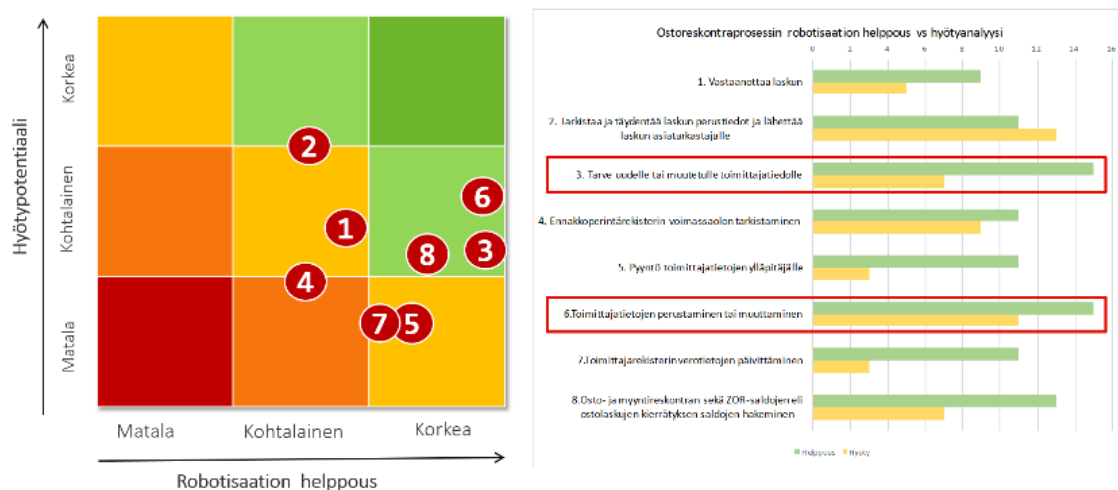 Hyötypotentiaali
Korkea
Kohtalainen
Matala
2
6
1
3
8
4
7
5
Matala
Kohtalainen
Korkea
Robotisaation helppous
Ostoreskontraprosessin robotisaation helppous vs hyötyanalyysi
0 2 4 6 8 10 12 14 16
1. Vastaanottaa laskun
2. Tarkistaa ja täydentää laskun perustiedot ja lähettää
laskun asiatarkastajalle
3. Tarve uudelle tai muutetulle toimittajatiedolle
4. Ennakkoperintärekisterin voimassaolon tarkistaminen
5. Pyyntö toimittajatietojen ylläpitäjälle
6.Toimittajatietojen perustaminen tai muuttaminen
7.Toimittajarekisterin verotietojen päivittäminen
8.Osto- ja myyntireskontran sekä ZOR-saldojen eli
ostolaskujen kierrätyksen saldojen hakeminen
Helppous Hyöty